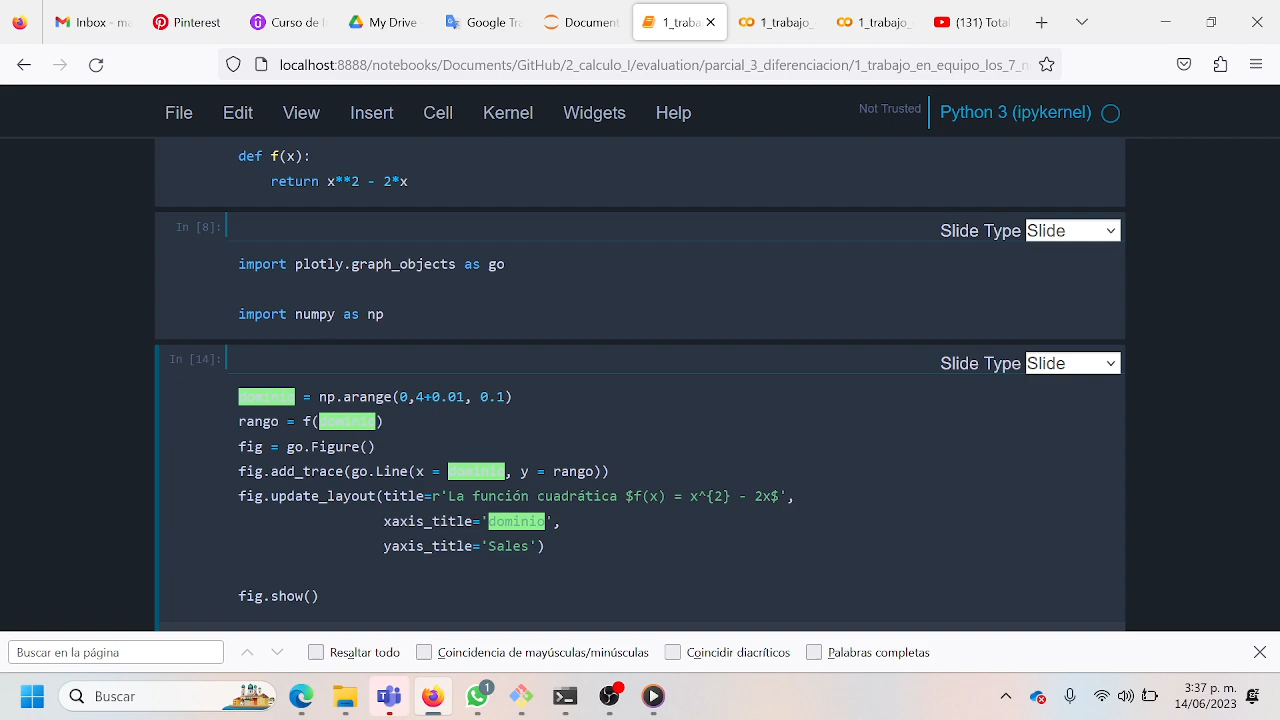 Inbox - ma
Pinterest
Curso de l
My Drive -
Google Tra
Document
1_traba
1_trabajo_
1_trabajo_
(131) Total
localhost:8888/notebooks/Documents/GitHub/2_calculo_I/evaluation/parcial_3_diferenciacion/1_trabajo_en_equipo_los_7_n
File Edit View Insert Cell Kernel Widgets Help
Not Trusted
Python 3 (ipykernel)
def f(x):
return x**2 - 2*x
In [8]:
Slide Type Slide
import plotly.graph_objects as go
import numpy as np
In [14]:
Slide Type Slide
dominio = np.arange(0,4+0.01, 0.1)
rango = f(dominio)
fig = go.Figure()
fig.add_trace(go.Line(x = dominio, y = rango))
fig.update_layout(title=r'La función cuadrática $f(x) = x^{2} - 2x$',
xaxis_title='dominio',
yaxis_title='Sales')
fig.show()
Buscar en la página
Resaltar todo
Coincidencia de mayúsculas/minúsculas
Coincidir diacríticos
Palabras completas
Buscar
1
3:37 p. m.
14/06/2023